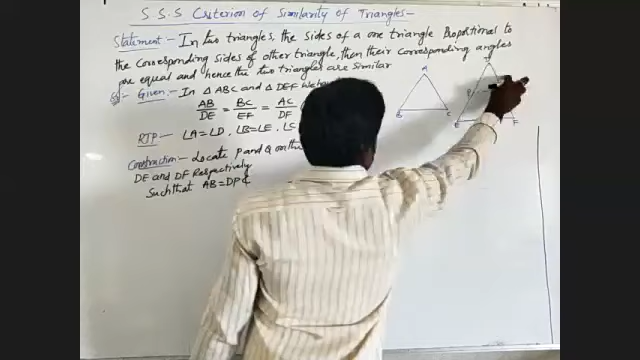 S.S.S Criterion of Similarity of Triangles-
Statement:- In two triangles, the sides of a one triangle Proportional to
the corresponding sides of other triangle, then their Corresponding angles
are equal and hence the two triangles are similar
Given:- In △ ABC and △ DEF We
AB/DE = BC/EF = AC/DF
RTP:- ∠A=∠D, ∠B=∠E, ∠C
Construction- Locate P and Q on the
DE and DF Respectively
Such that AB=DP &
A
B
C
P
E
F